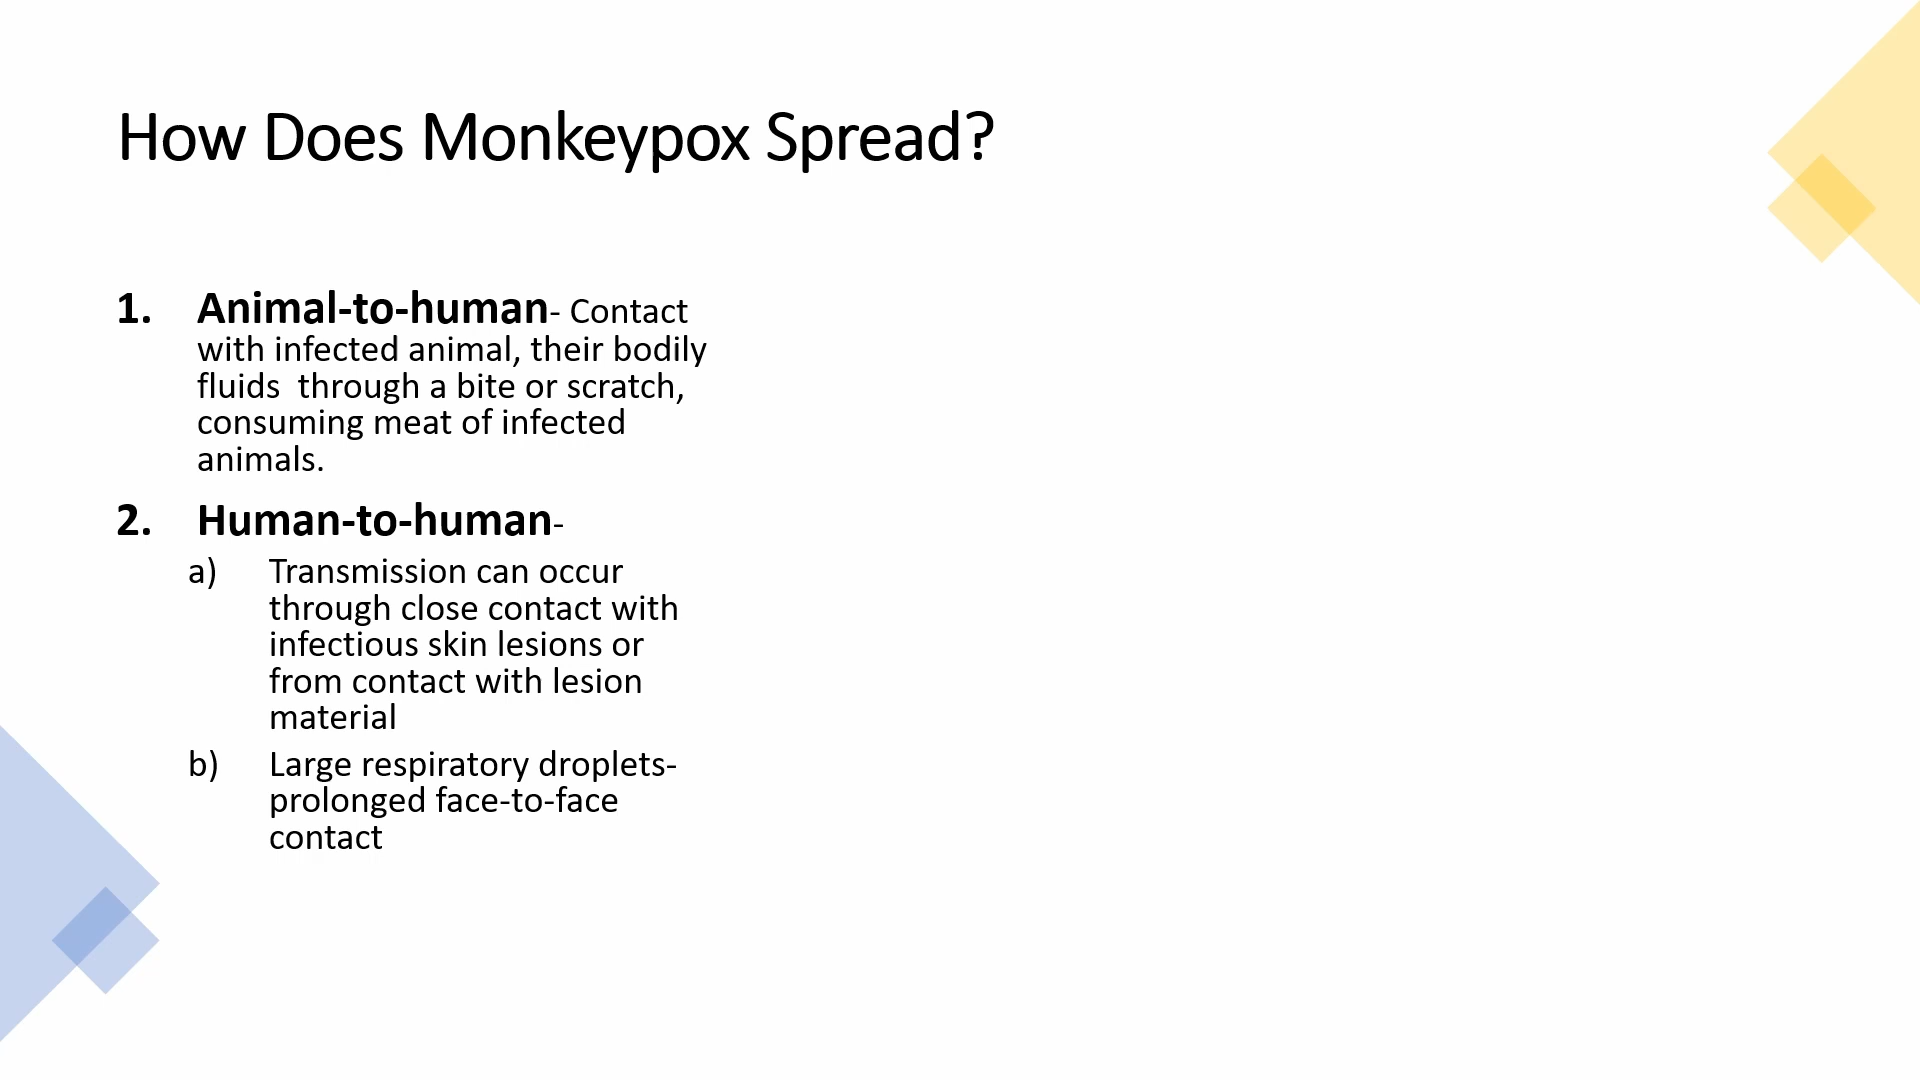 How Does Monkeypox Spread?
1. Animal-to-human- Contact
with infected animal, their bodily
fluids  through a bite or scratch,
consuming meat of infected
animals.
2. Human-to-human-
a) Transmission can occur
through close contact with
infectious skin lesions or
from contact with lesion
material
b) Large respiratory droplets-
prolonged face-to-face
contact